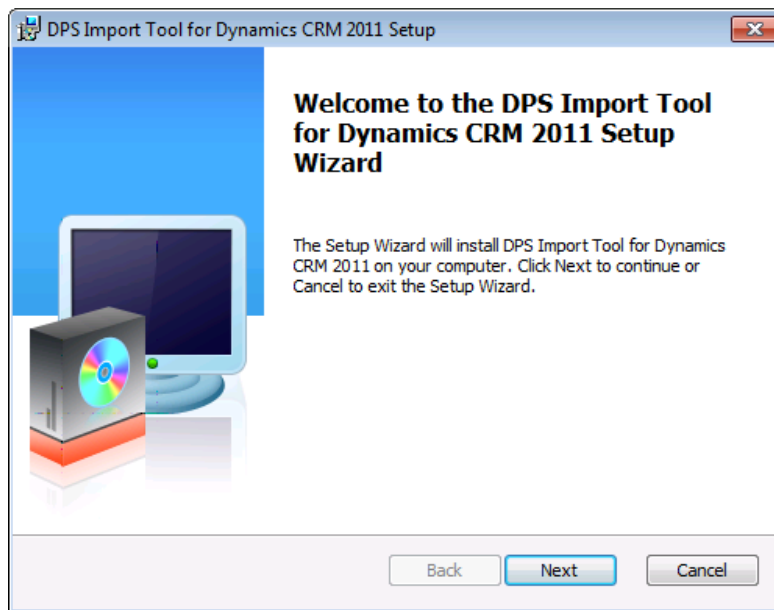 DPS Import Tool for Dynamics CRM 2011 Setup
Welcome to the DPS Import Tool
for Dynamics CRM 2011 Setup
Wizard
The Setup Wizard will install DPS Import Tool for Dynamics
CRM 2011 on your computer. Click Next to continue or
Cancel to exit the Setup Wizard.
Back Next Cancel